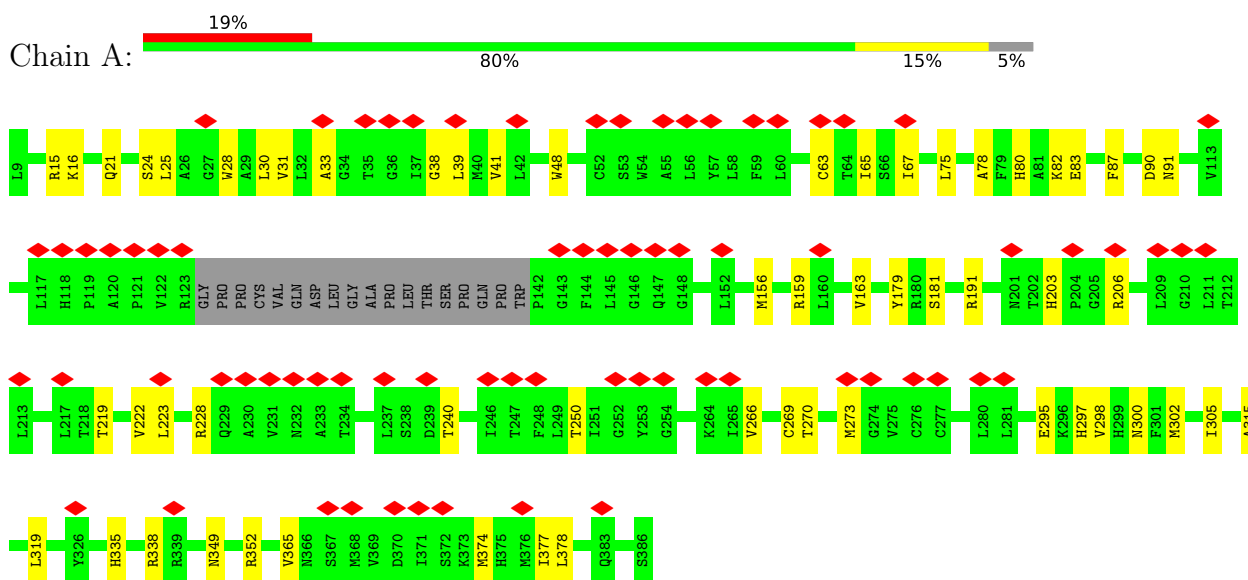 19%
Chain A:
80% 15% 5%
L9 R15 K16 Q21 S24 L25 A26 G27 W28 A29 L30 V31 L32 A33 G34 T35 G36 I37 G38 L39 M40 V41 L42 W48 C52 S53 W54 A55 L56 Y57 L58 F59 L60 C63 T64 I65 S66 I67 L75 A78 F79 H80 A81 K82 E83 F87 D90 N91 V113
L117 H118 P119 A120 P121 V122 R123 GLY PRO PRO CYS VAL GLN ASP LEU GLY ALA PRO LEU THR SER PRO GLN PRO TRP P142 G143 F144 L145 G146 Q147 G148 L152 M156 R159 L160 V163 Y179 R180 S181 R191 N201 T202 H203 P204 G205 R206 L209 G210 L211 T212
L213 L217 T218 T219 V222 L223 R228 Q229 A230 V231 N232 A233 T234 L237 S238 D239 T240 I246 T247 F248 L249 T250 I251 G252 Y253 G254 K264 I265 V266 C269 T270 M273 G274 V275 C276 C277 L280 L281 E295 K296 H297 V298 H299 N300 F301 M302 I305 A315
L319 Y326 H335 R338 R339 N349 R352 V365 N366 S367 M368 V369 D370 I371 S372 K373 M374 H375 M376 I377 L378 Q383 S386